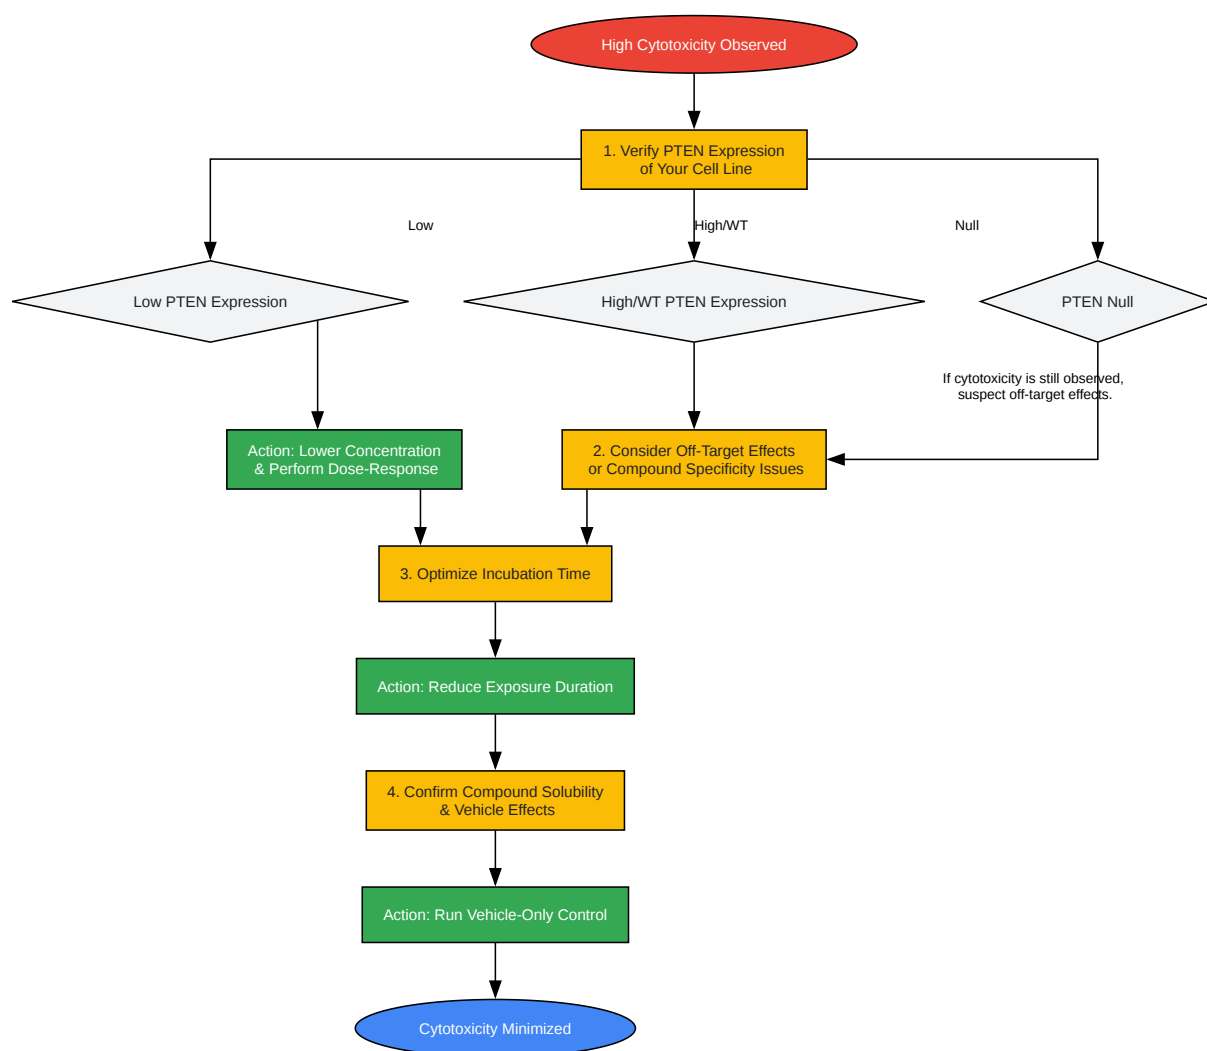 High Cytotoxicity Observed
1. Verify PTEN Expression
of Your Cell Line
Low
High/WT
Null
Low PTEN Expression
High/WT PTEN Expression
PTEN Null
If cytotoxicity is still observed,
suspect off-target effects.
Action: Lower Concentration
& Perform Dose-Response
2. Consider Off-Target Effects
or Compound Specificity Issues
3. Optimize Incubation Time
Action: Reduce Exposure Duration
4. Confirm Compound Solubility
& Vehicle Effects
Action: Run Vehicle-Only Control
Cytotoxicity Minimized